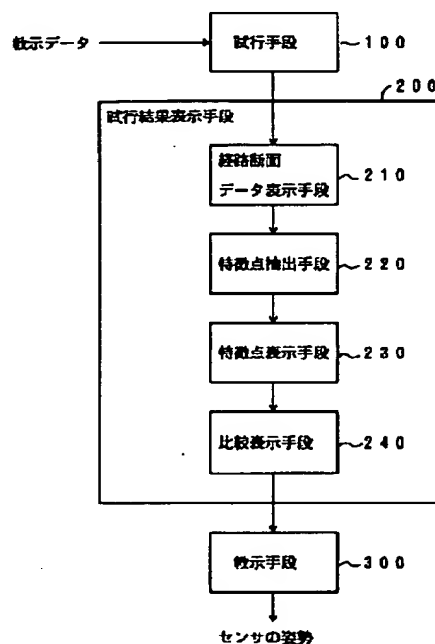 教示データ
試行手段
100
200
試行結果表示手段
経路断面
データ表示手段
210
特徴点抽出手段
220
特徴点表示手段
230
比較表示手段
240
教示手段
300
センサの姿勢